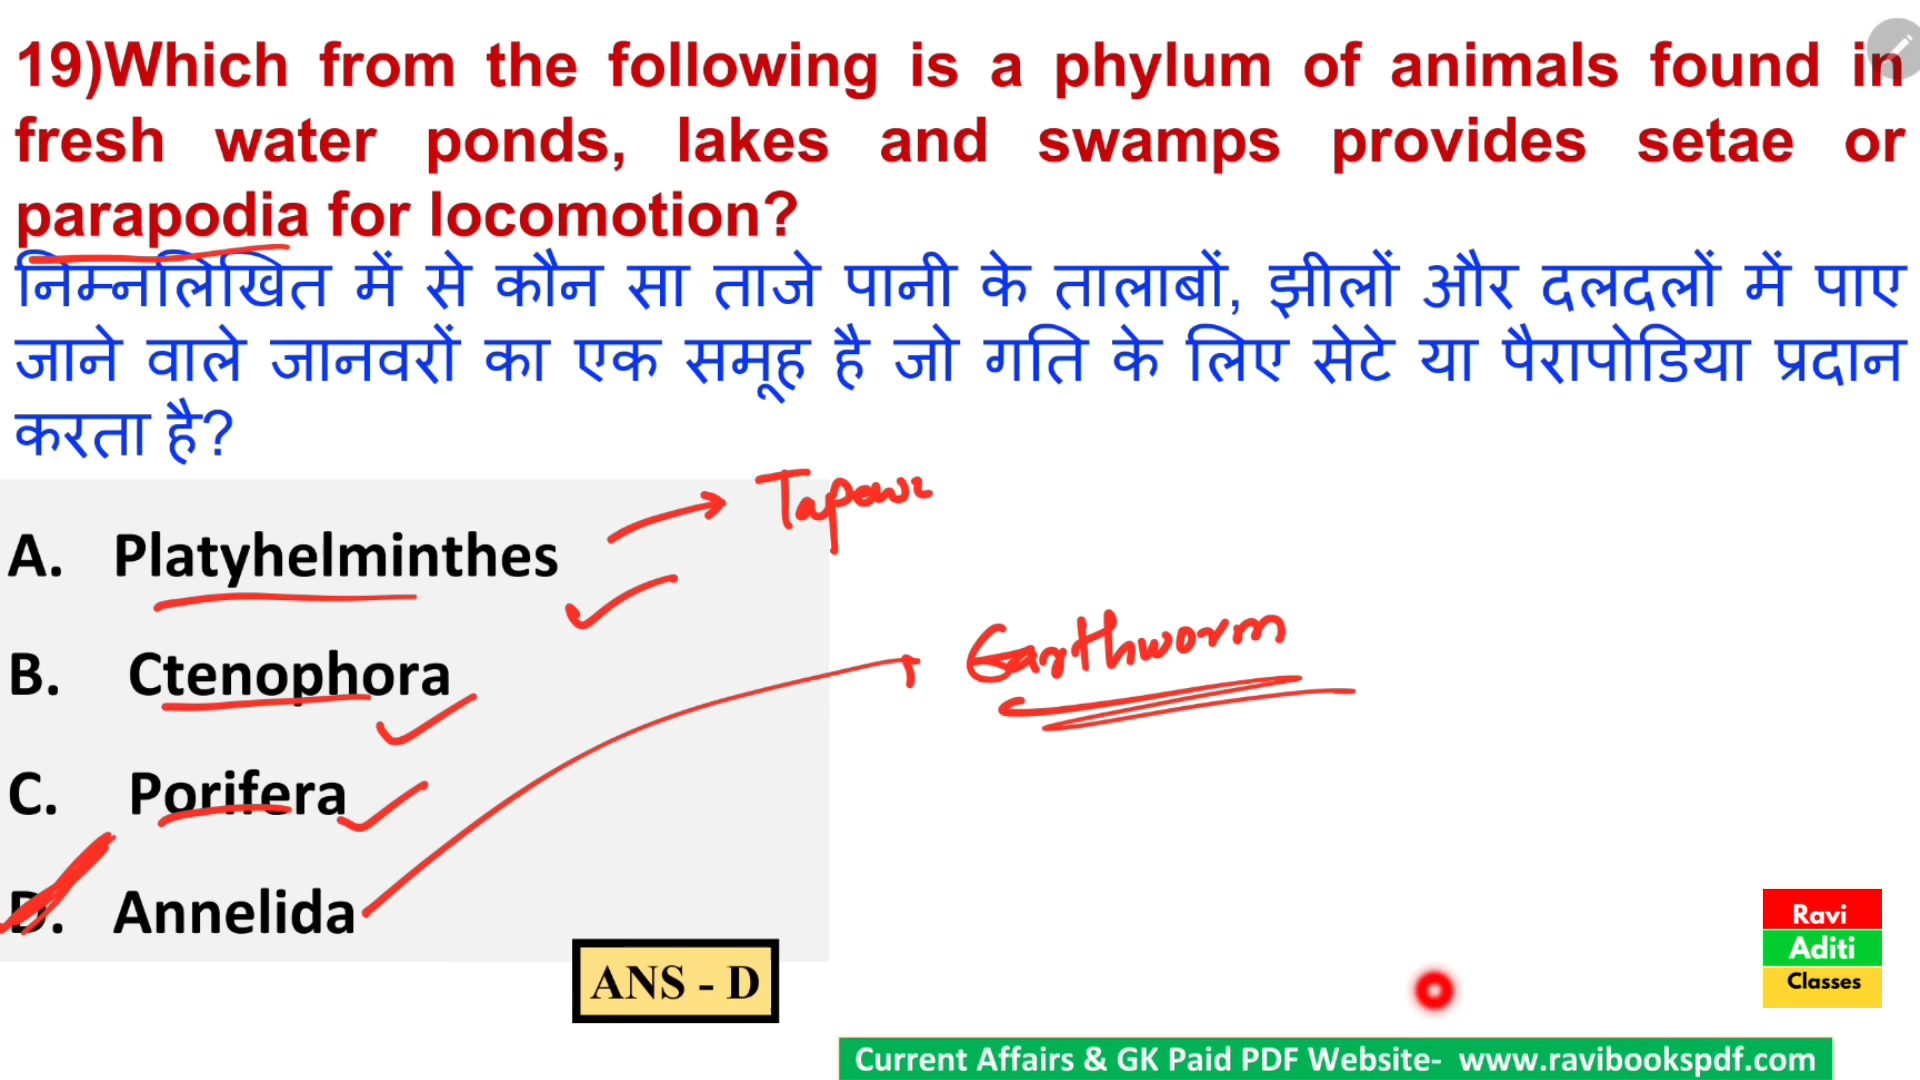 19)Which from the following is a phylum of animals found in
fresh water ponds, lakes and swamps provides setae or
parapodia for locomotion?
निम्नलिखित में से कौन सा ताजे पानी के तालाबों, झीलों और दलदलों में पाए
जाने वाले जानवरों का एक समूह है जो गति के लिए सेटे या पैरापोडिया प्रदान
करता है?
A. Platyhelminthes
B. Ctenophora
Earthworm
C. Porifera
D. Annelida
ANS - D
Ravi
Aditi
Classes
Current Affairs & GK Paid PDF Website- www.ravibookspdf.com